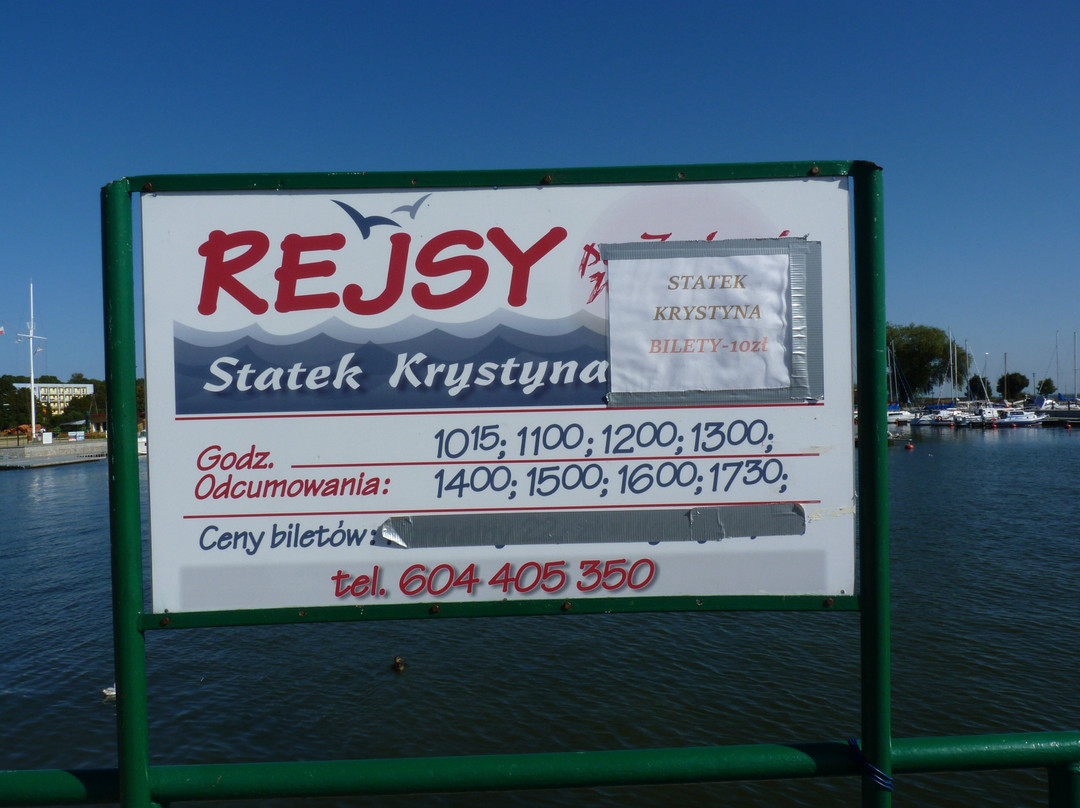 REJSY
STATEK
KRYSTYNA
BILETY-10zł
Statek Krystyna
Godz.
Odcumowania:
1015; 1100; 1200; 1300;
1400; 1500; 1600; 1730;
Ceny biletów:
tel. 604 405 350